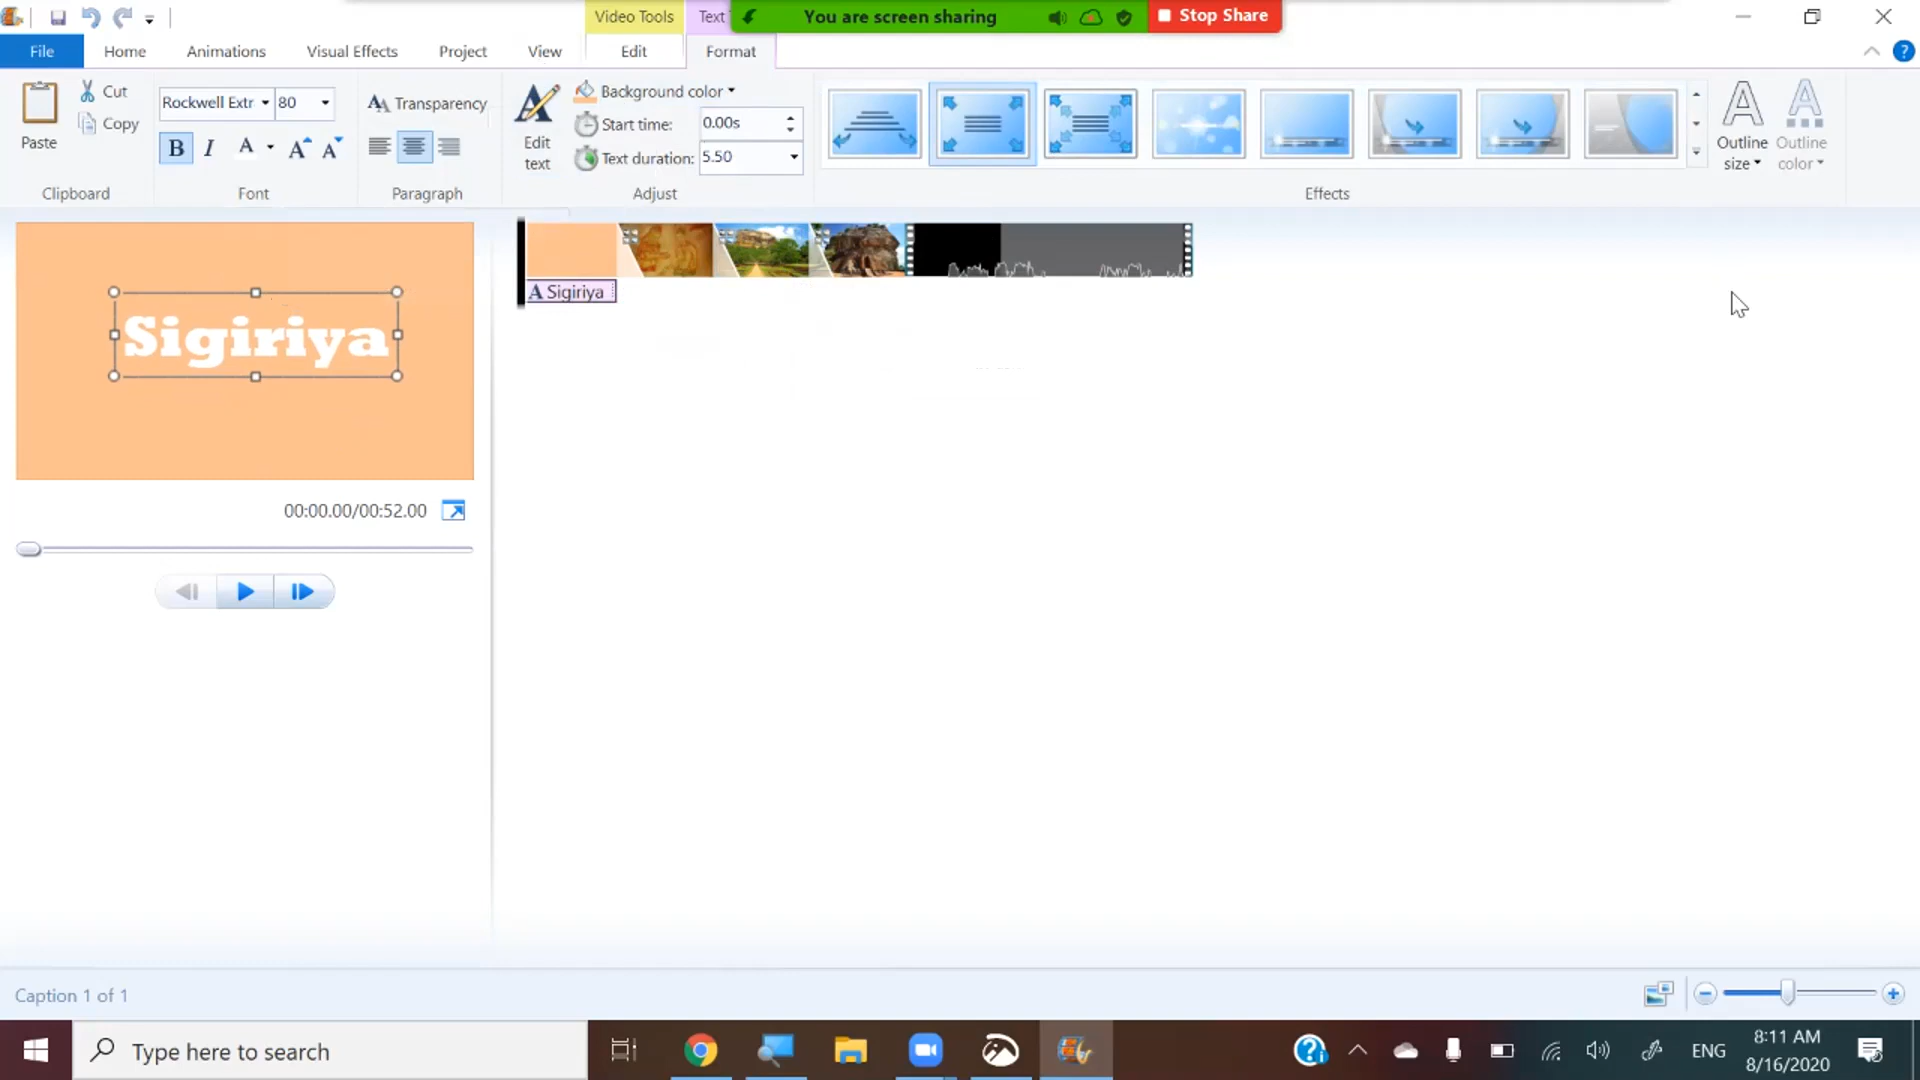 Video Tools
Text
You are screen sharing
Stop Share
File
Home
Animations
Visual Effects
Project
View
Edit
Format
Paste
Cut
Copy
Clipboard
Rockwell Extr
80
B
I
A
A
A
Font
Transparency
Paragraph
Edit
text
Background color
Start time:
0.00s
Text duration:
5.50
Adjust
Effects
Outline
size
Outline
color
Sigiriya
A Sigiriya
00:00.00/00:52.00
Caption 1 of 1
Type here to search
ENG
8:11 AM
8/16/2020